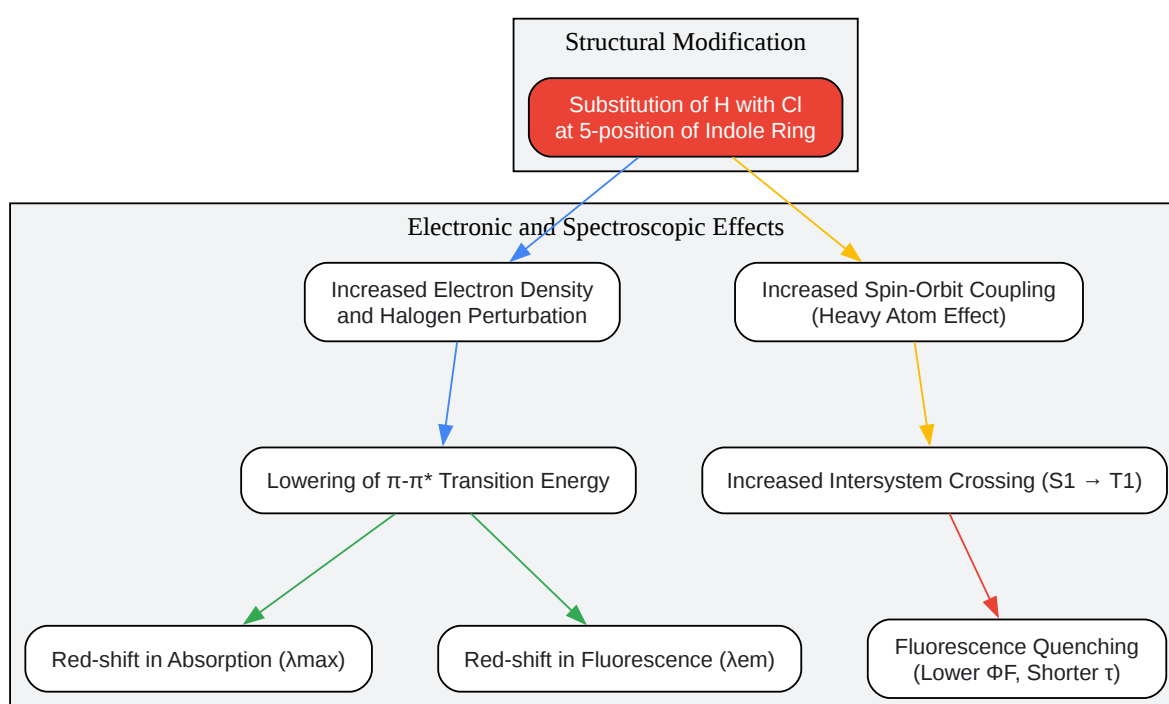 Structural Modification
Substitution of H with Cl
at 5-position of Indole Ring
Electronic and Spectroscopic Effects
Increased Electron Density
and Halogen Perturbation
Increased Spin-Orbit Coupling
(Heavy Atom Effect)
Lowering of π-π* Transition Energy
Increased Intersystem Crossing (S1 → T1)
Red-shift in Absorption (λmax)
Red-shift in Fluorescence (λem)
Fluorescence Quenching
(Lower ΦF, Shorter τ)